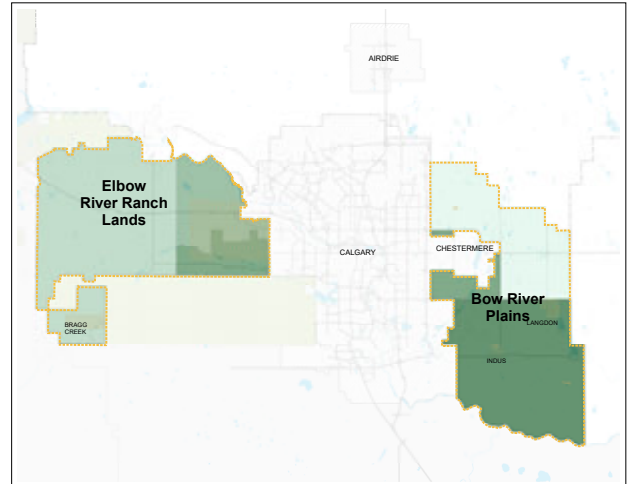 AIRDRIE
Elbow
River Ranch
Lands
CALGARY
CHESTERMERE
Bow River
Plains
LANGDON
BRAGG
CREEK
INDUS